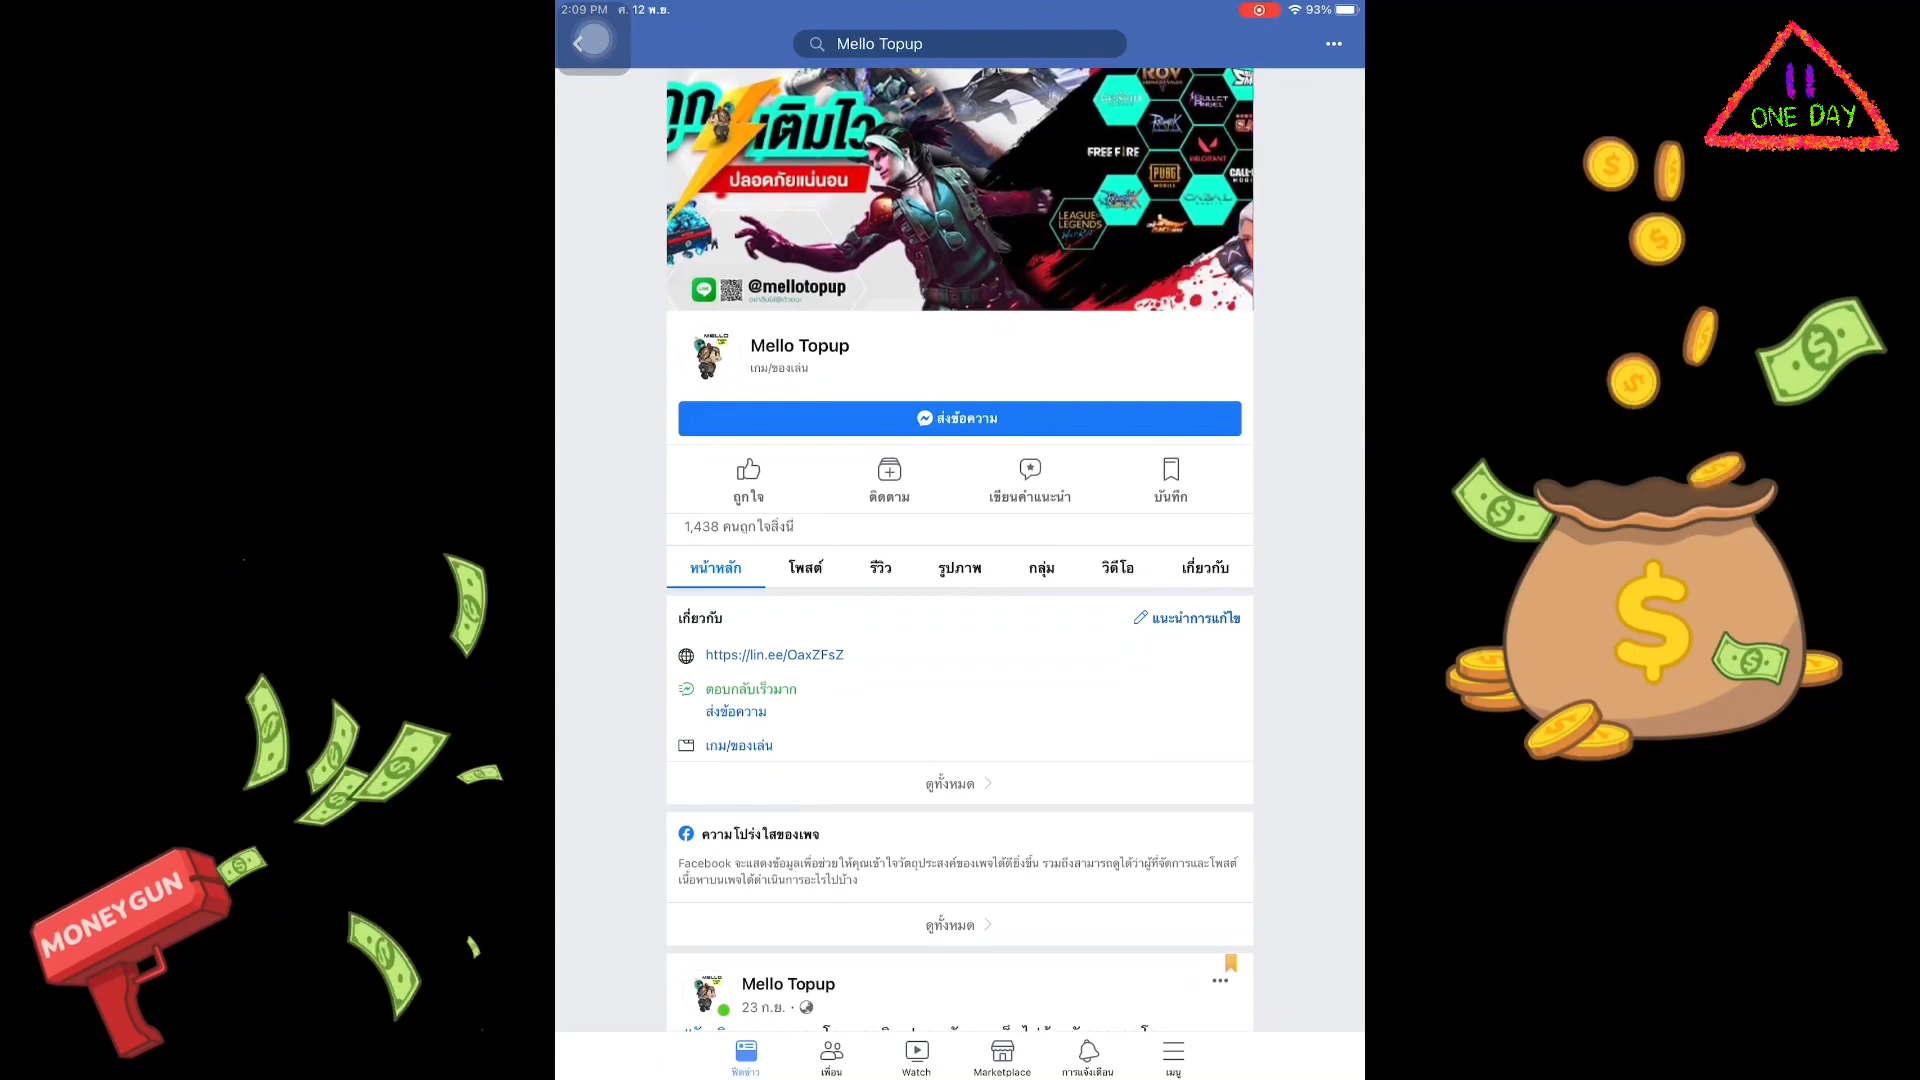 2:09 PM ศ. 12 พ.ย.
93%
Mello Topup
ONE DAY
ถูก เติมไว
ปลอดภัยแน่นอน
ROV
BULLET ANGEL
FREE FIRE
VALORANT
PUBG MOBILE
CABAL
LEAGUE OF LEGENDS
@mellotopup
Mello Topup
เกม/ของเล่น
ส่งข้อความ
ถูกใจ
ติดตาม
เขียนคำแนะนำ
บันทึก
1,438 คนถูกใจสิ่งนี้
หน้าหลัก
โพสต์
รีวิว
รูปภาพ
กลุ่ม
วิดีโอ
เกี่ยวกับ
เกี่ยวกับ
แนะนำการแก้ไข
https://lin.ee/OaxZFsZ
ตอบกลับเร็วมาก
ส่งข้อความ
เกม/ของเล่น
ดูทั้งหมด
ความโปร่งใสของเพจ
Facebook จะแสดงข้อมูลเพื่อช่วยให้คุณเข้าใจวัตถุประสงค์ของเพจได้ดียิ่งขึ้น รวมถึงสามารถดูได้ว่าผู้ที่จัดการและโพสต์
เนื้อหาบนเพจได้ดำเนินการอะไรไปบ้าง
ดูทั้งหมด
MONEYGUN
Mello Topup
23 ก.ย.
ฟีดข่าว
เพื่อน
Watch
Marketplace
การแจ้งเตือน
เมนู